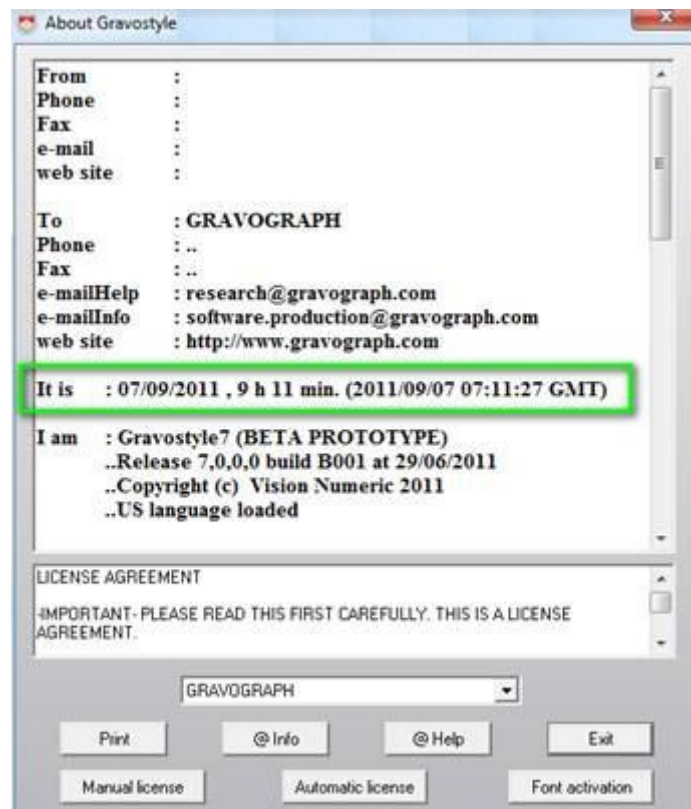 About Gravostyle
From :
Phone :
Fax :
e-mail :
web site :
To : GRAVOGRAPH
Phone : ..
Fax : ..
e-mailHelp : research@gravograph.com
e-mailInfo : software.production@gravograph.com
web site : http://www.gravograph.com
It is : 07/09/2011 , 9 h 11 min. (2011/09/07 07:11:27 GMT)
I am : Gravostyle7 (BETA PROTOTYPE)
..Release 7,0,0,0 build B001 at 29/06/2011
..Copyright (c) Vision Numeric 2011
..US language loaded
LICENSE AGREEMENT
-IMPORTANT- PLEASE READ THIS FIRST CAREFULLY. THIS IS A LICENSE
AGREEMENT.
GRAVOGRAPH
Print @ Info @ Help Exit
Manual license Automatic license Font activation